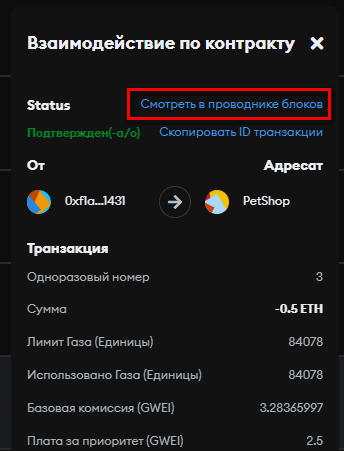 Взаимодействие по контракту
Status Смотреть в проводнике блоков
Подтвержден(-а/о) Скопировать ID транзакции
От Адресат
0xf1a...1431 PetShop
Транзакция
Одноразовый номер 3
Сумма -0.5 ETH
Лимит Газа (Единицы) 84078
Использовано Газа (Единицы) 84078
Базовая комиссия (GWEI) 3.28365997
Плата за приоритет (GWEI) 2.5